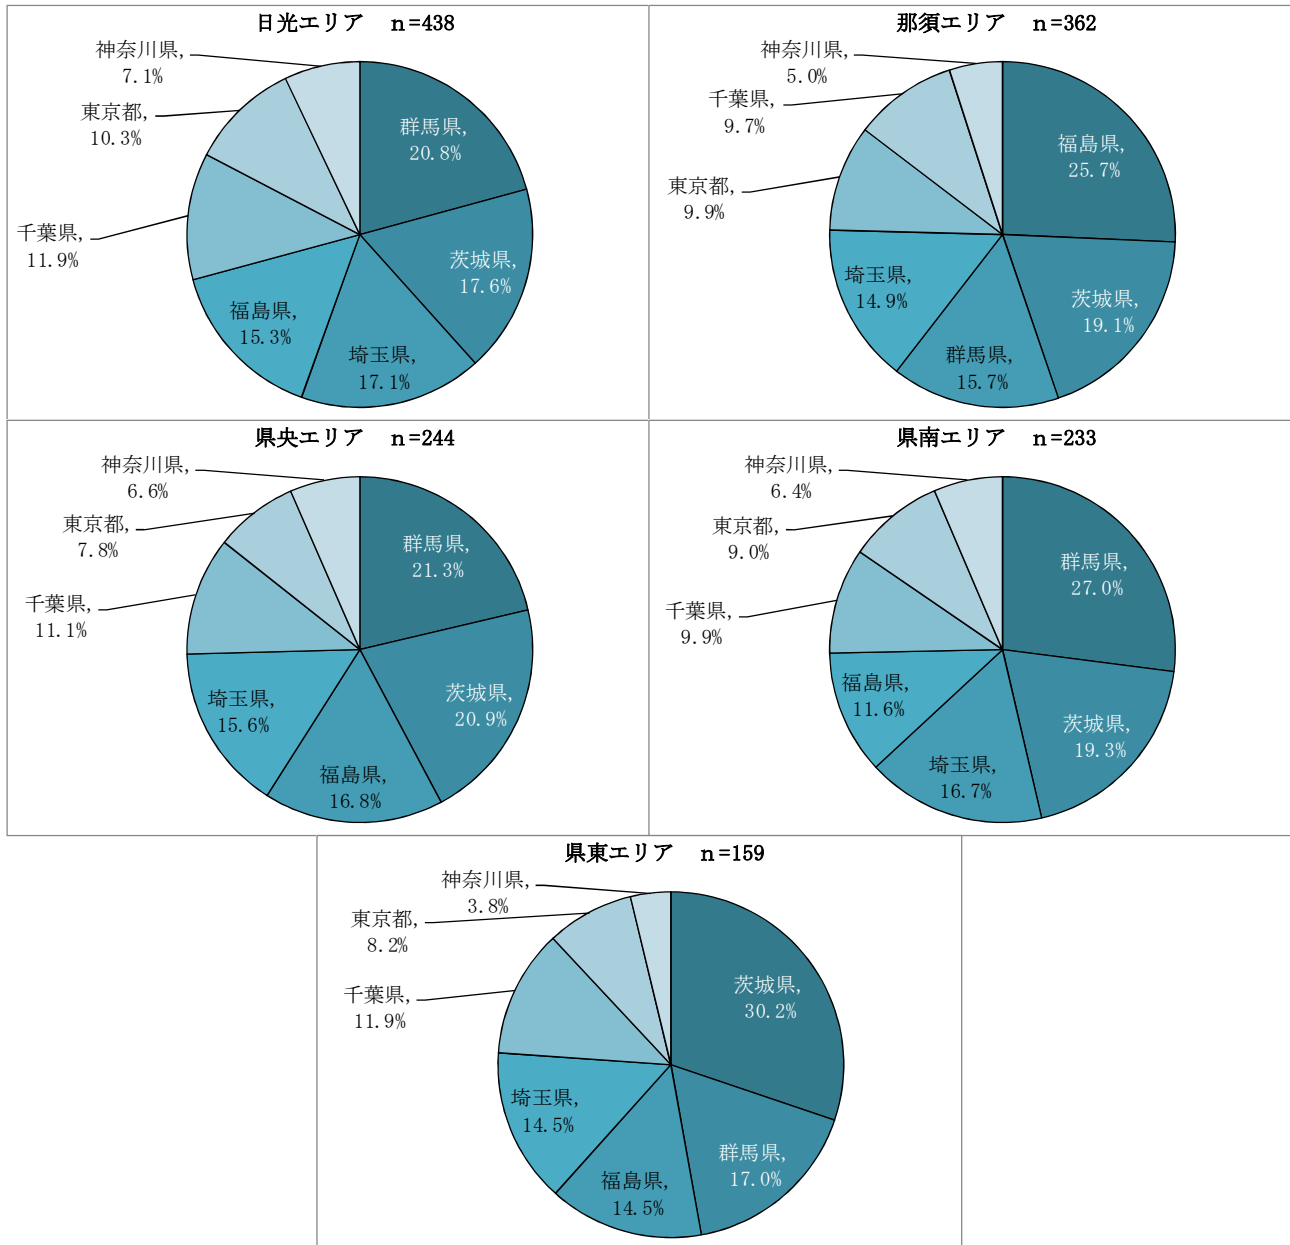 日光エリア　n=438
神奈川県,
7.1%
東京都,
10.3%
千葉県,
11.9%
群馬県,
20.8%
茨城県,
17.6%
福島県,
15.3%
埼玉県,
17.1%
那須エリア　n=362
神奈川県,
5.0%
千葉県,
9.7%
東京都,
9.9%
福島県,
25.7%
茨城県,
19.1%
埼玉県,
14.9%
群馬県,
15.7%
県央エリア　n=244
神奈川県,
6.6%
東京都,
7.8%
千葉県,
11.1%
群馬県,
21.3%
茨城県,
20.9%
埼玉県,
15.6%
福島県,
16.8%
県南エリア　n=233
神奈川県,
6.4%
東京都,
9.0%
千葉県,
9.9%
群馬県,
27.0%
茨城県,
19.3%
福島県,
11.6%
埼玉県,
16.7%
県東エリア　n=159
神奈川県,
3.8%
東京都,
8.2%
千葉県,
11.9%
茨城県,
30.2%
埼玉県,
14.5%
群馬県,
17.0%
福島県,
14.5%